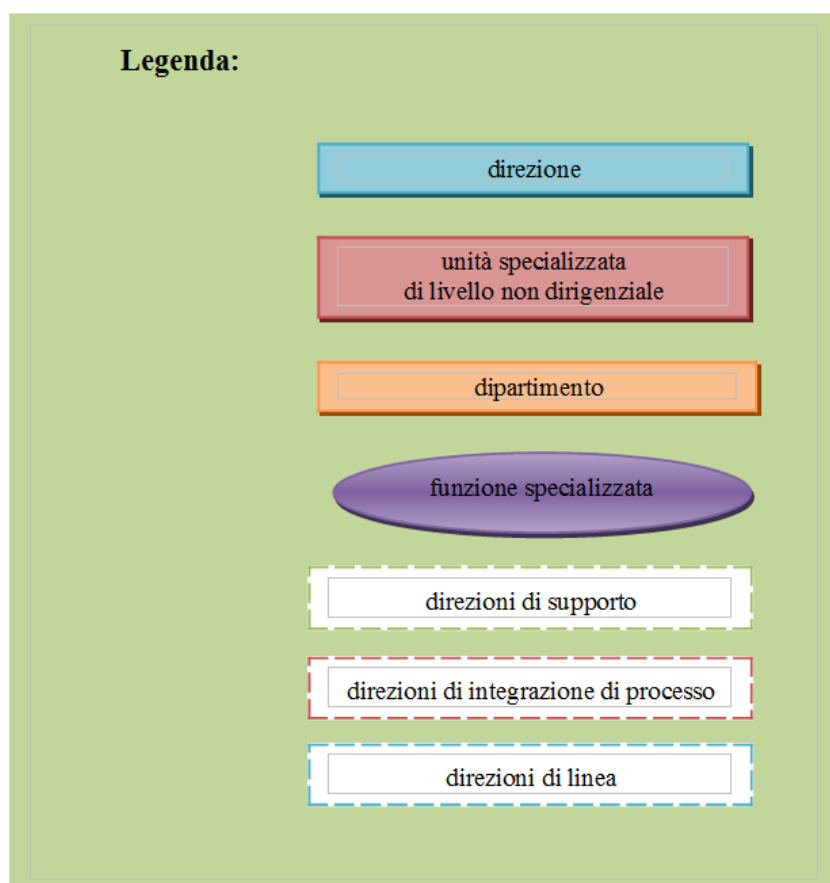 Legenda:
direzione
unità specializzata
di livello non dirigenziale
dipartimento
funzione specializzata
direzioni di supporto
direzioni di integrazione di processo
direzioni di linea